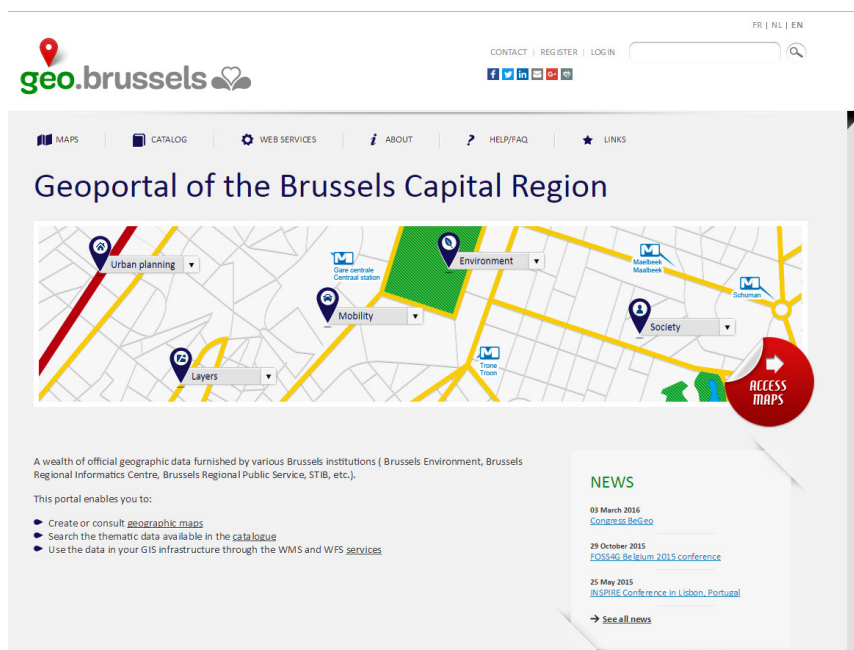 FR | NL | EN
CONTACT | REGISTER | LOGIN
geo.brussels
MAPS
CATALOG
WEB SERVICES
ABOUT
HELP/FAQ
LINKS
Geoportal of the Brussels Capital Region
Urban planning
Gare centrale
Centraal station
Environment
Maelbeek
Maalbeek
Schuman
Mobility
Society
Trone
Troon
Layers
ACCESS
MAPS
A wealth of official geographic data furnished by various Brussels institutions ( Brussels Environment, Brussels
Regional Informatics Centre, Brussels Regional Public Service, STIB, etc.).
This portal enables you to:
Create or consult geographic maps
Search the thematic data available in the catalogue
Use the data in your GIS infrastructure through the WMS and WFS services
NEWS
03 March 2016
Congress BeGeo
29 October 2015
FOSS4G Belgium 2015 conference
25 May 2015
INSPIRE Conference in Lisbon, Portugal
See all news